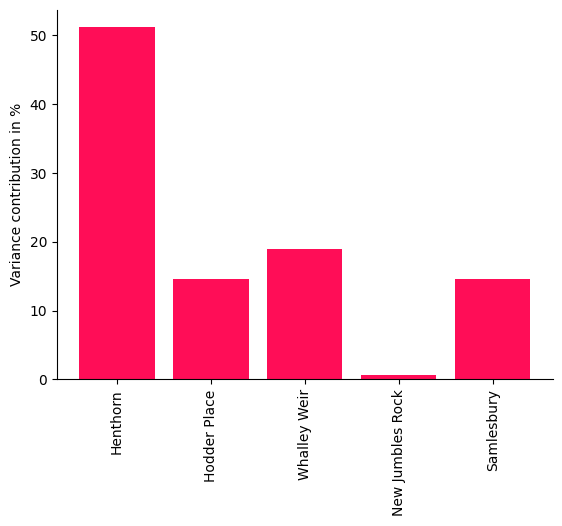 Variance contribution in %
50
40
30
20
10
0
Henthorn
Hodder Place
Whalley Weir
New Jumbles Rock
Samlesbury